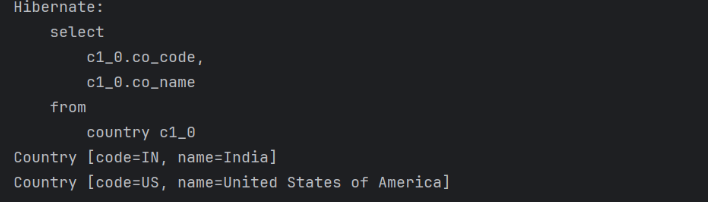 Hibernate:
    select
        c1_0.co_code,
        c1_0.co_name
    from
        country c1_0
Country [code=IN, name=India]
Country [code=US, name=United States of America]